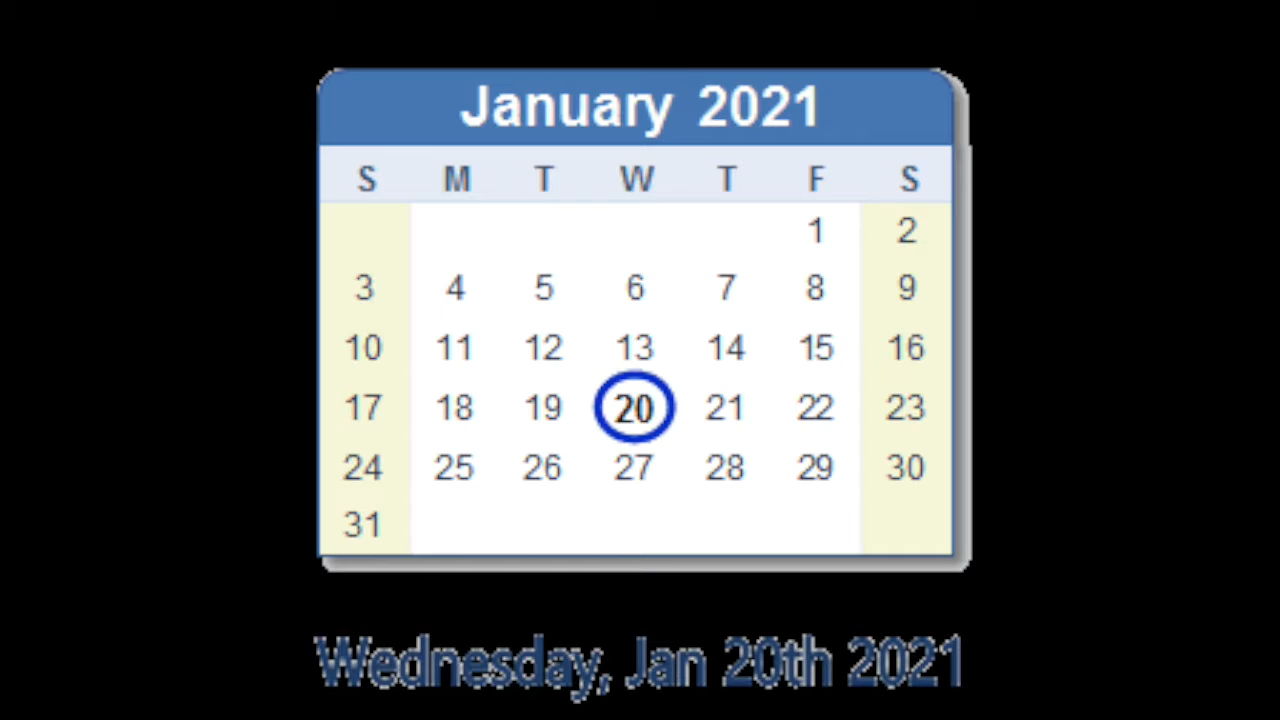 January 2021
S M T W T F S
1 2
3 4 5 6 7 8 9
10 11 12 13 14 15 16
17 18 19 20 21 22 23
24 25 26 27 28 29 30
31
Wednesday, Jan 20th 2021